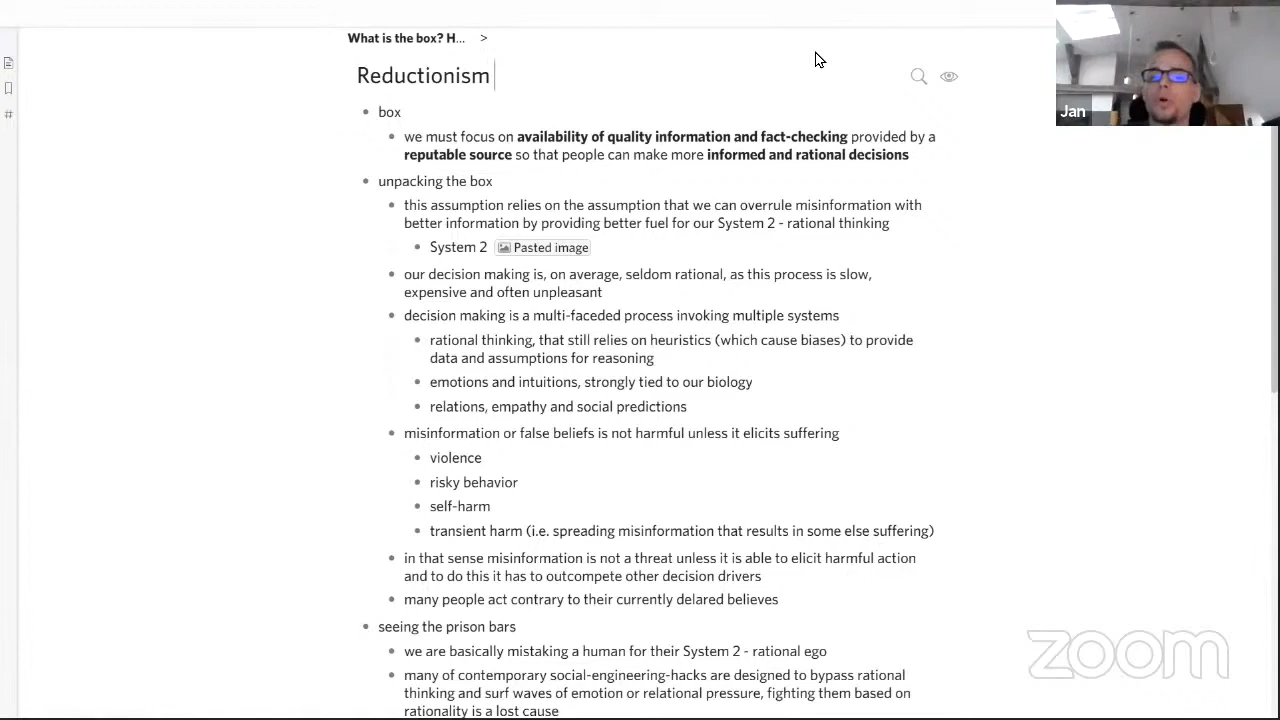 What is the box? H... >
Reductionism
box
we must focus on availability of quality information and fact-checking provided by a
reputable source so that people can make more informed and rational decisions
unpacking the box
this assumption relies on the assumption that we can overrule misinformation with
better information by providing better fuel for our System 2 - rational thinking
System 2 Pasted image
our decision making is, on average, seldom rational, as this process is slow,
expensive and often unpleasant
decision making is a multi-faceded process invoking multiple systems
rational thinking, that still relies on heuristics (which cause biases) to provide
data and assumptions for reasoning
emotions and intuitions, strongly tied to our biology
relations, empathy and social predictions
misinformation or false beliefs is not harmful unless it elicits suffering
violence
risky behavior
self-harm
transient harm (i.e. spreading misinformation that results in some else suffering)
in that sense misinformation is not a threat unless it is able to elicit harmful action
and to do this it has to outcompete other decision drivers
many people act contrary to their currently delared believes
seeing the prison bars
we are basically mistaking a human for their System 2 - rational ego
many of contemporary social-engineering-hacks are designed to bypass rational
thinking and surf waves of emotion or relational pressure, fighting them based on
rationality is a lost cause
Jan
zoom